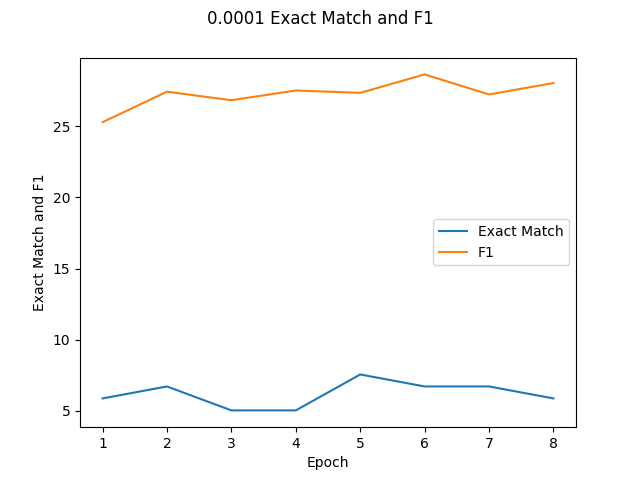 0.0001 Exact Match and F1
Exact Match and F1
25
20
15
10
5
Exact Match
F1
1 2 3 4 5 6 7 8
Epoch